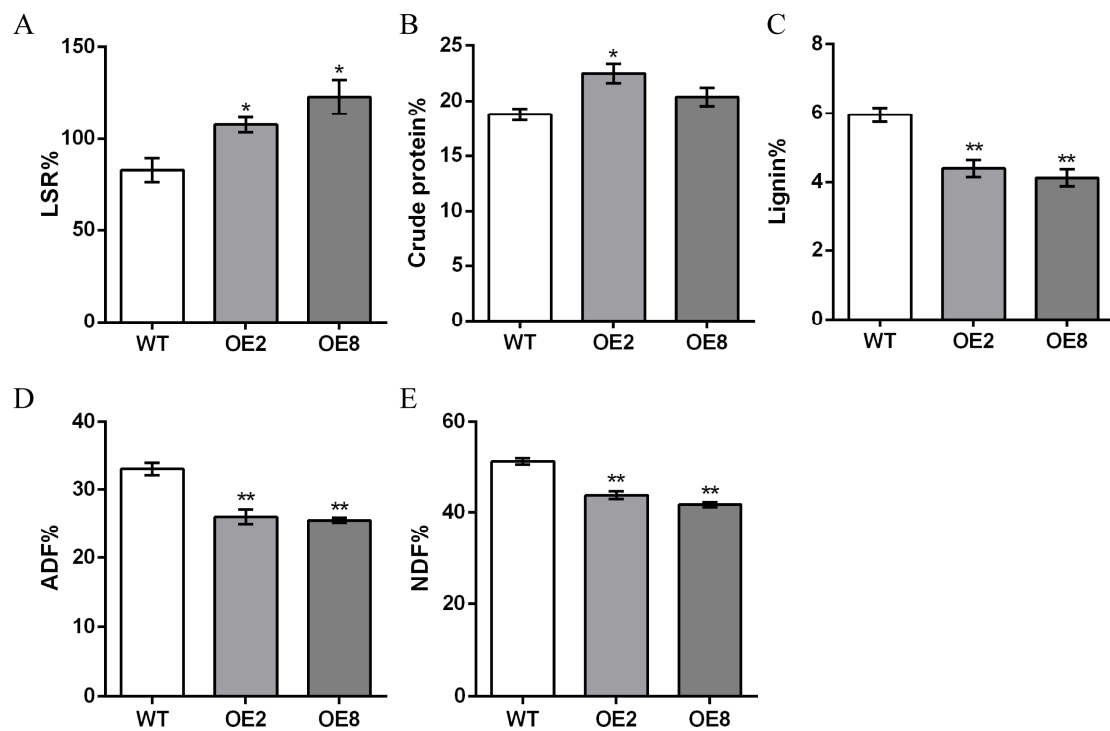 A
LSR%
150
100
50
0
*
*
WT
OE2
OE8
B
Crude protein%
25
20
15
10
5
0
*
WT
OE2
OE8
C
Lignin%
8
6
4
2
0
**
**
WT
OE2
OE8
D
ADF%
40
30
20
10
0
**
**
WT
OE2
OE8
E
NDF%
60
40
20
0
**
**
WT
OE2
OE8